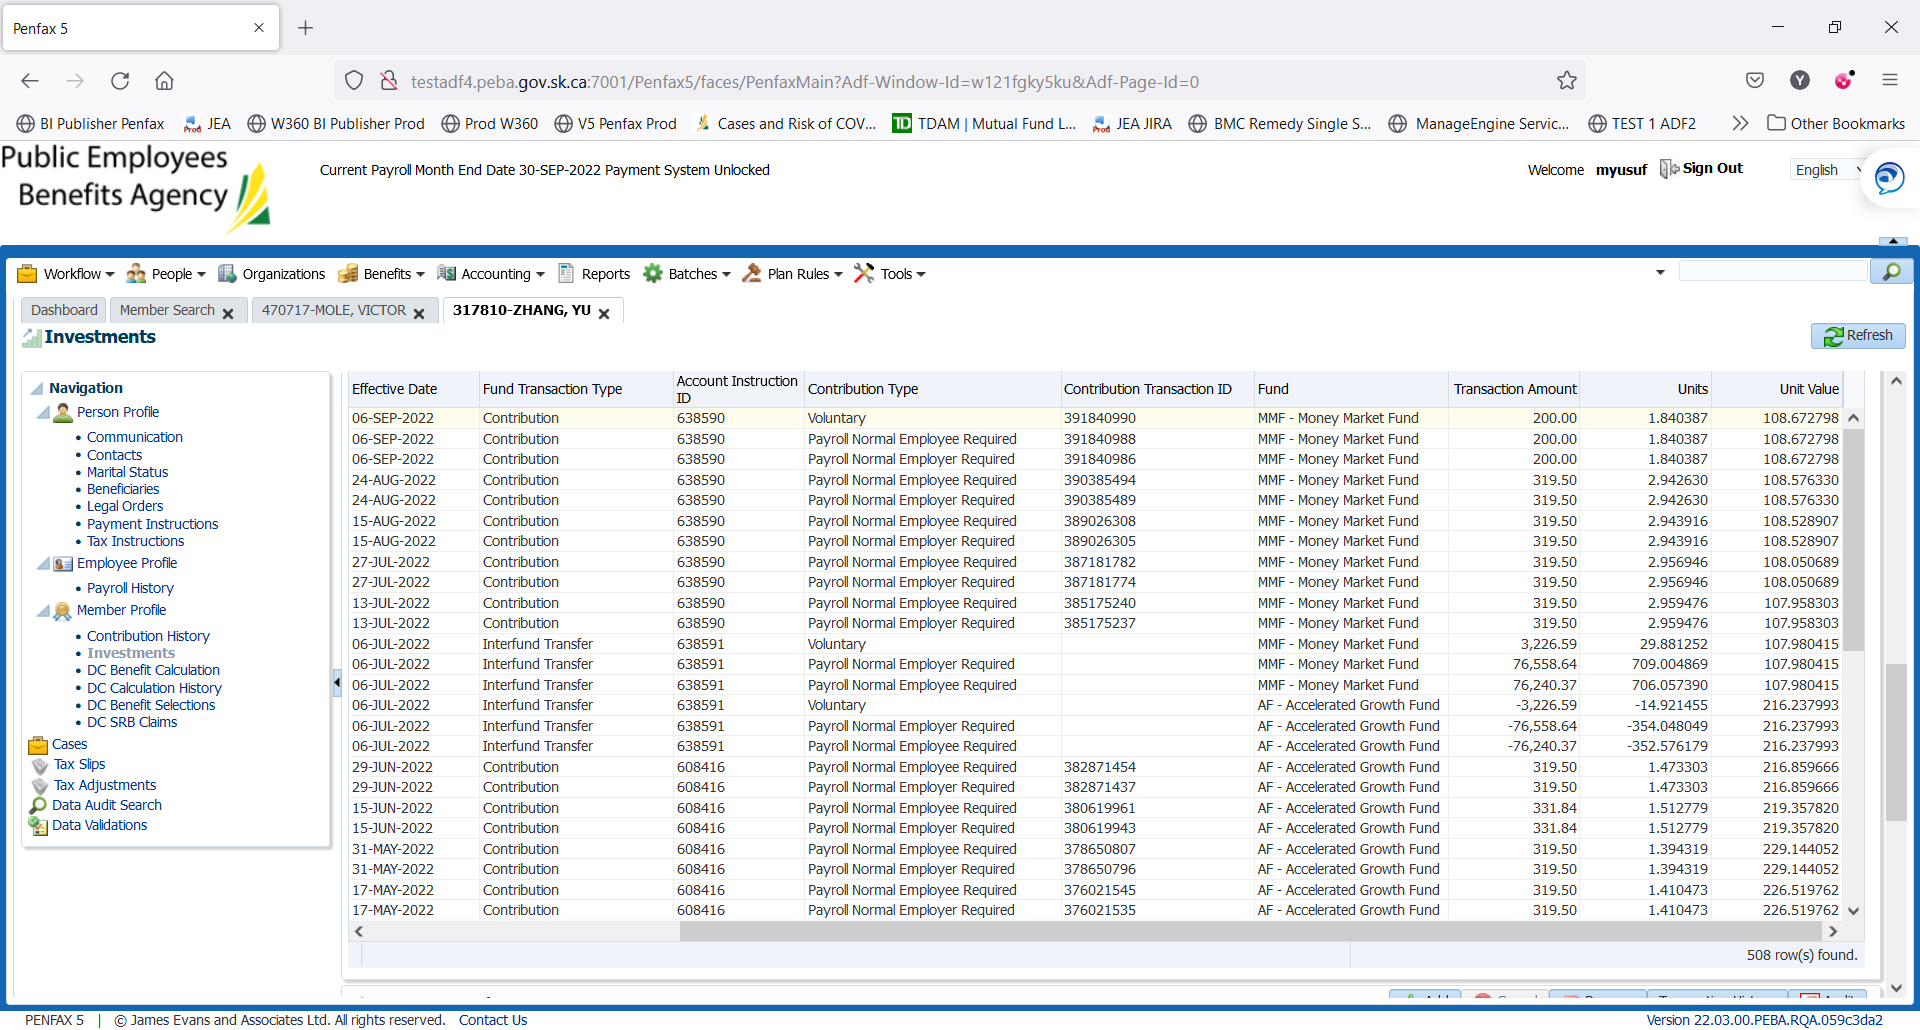 Penfax 5
testadf4.peba.gov.sk.ca:7001/Penfax5/faces/PenfaxMain?Adf-Window-Id=w121fgky5ku&Adf-Page-Id=0
Y
BI Publisher Penfax JEA W360 BI Publisher Prod Prod W360 V5 Penfax Prod Cases and Risk of COV... TDAM | Mutual Fund L... JEA JIRA BMC Remedy Single S... ManageEngine Servic... TEST 1 ADF2 Other Bookmarks
Public Employees
Benefits Agency
Current Payroll Month End Date 30-SEP-2022 Payment System Unlocked
Welcome myusuf Sign Out English
Workflow People Organizations Benefits Accounting Reports Batches Plan Rules Tools
Dashboard Member Search 470717-MOLE, VICTOR 317810-ZHANG, YU
Investments
Refresh
Navigation
Person Profile
Communication
Contacts
Marital Status
Beneficiaries
Legal Orders
Payment Instructions
Tax Instructions
Employee Profile
Payroll History
Member Profile
Contribution History
Investments
DC Benefit Calculation
DC Calculation History
DC Benefit Selections
DC SRB Claims
Cases
Tax Slips
Tax Adjustments
Data Audit Search
Data Validations
Effective Date Fund Transaction Type Account Instruction ID Contribution Type Contribution Transaction ID Fund Transaction Amount Units Unit Value
06-SEP-2022 Contribution 638590 Voluntary 391840990 MMF - Money Market Fund 200.00 1.840387 108.672798
06-SEP-2022 Contribution 638590 Payroll Normal Employee Required 391840988 MMF - Money Market Fund 200.00 1.840387 108.672798
06-SEP-2022 Contribution 638590 Payroll Normal Employer Required 391840986 MMF - Money Market Fund 200.00 1.840387 108.672798
24-AUG-2022 Contribution 638590 Payroll Normal Employee Required 390385494 MMF - Money Market Fund 319.50 2.942630 108.576330
24-AUG-2022 Contribution 638590 Payroll Normal Employer Required 390385489 MMF - Money Market Fund 319.50 2.942630 108.576330
15-AUG-2022 Contribution 638590 Payroll Normal Employee Required 389026308 MMF - Money Market Fund 319.50 2.943916 108.528907
15-AUG-2022 Contribution 638590 Payroll Normal Employer Required 389026305 MMF - Money Market Fund 319.50 2.943916 108.528907
27-JUL-2022 Contribution 638590 Payroll Normal Employee Required 387181782 MMF - Money Market Fund 319.50 2.956946 108.050689
27-JUL-2022 Contribution 638590 Payroll Normal Employer Required 387181774 MMF - Money Market Fund 319.50 2.956946 108.050689
13-JUL-2022 Contribution 638590 Payroll Normal Employee Required 385175240 MMF - Money Market Fund 319.50 2.959476 107.958303
13-JUL-2022 Contribution 638590 Payroll Normal Employer Required 385175237 MMF - Money Market Fund 319.50 2.959476 107.958303
06-JUL-2022 Interfund Transfer 638591 Voluntary MMF - Money Market Fund 3,226.59 29.881252 107.980415
06-JUL-2022 Interfund Transfer 638591 Payroll Normal Employer Required MMF - Money Market Fund 76,558.64 709.004869 107.980415
06-JUL-2022 Interfund Transfer 638591 Payroll Normal Employee Required MMF - Money Market Fund 76,240.37 706.057390 107.980415
06-JUL-2022 Interfund Transfer 638591 Voluntary AF - Accelerated Growth Fund -3,226.59 -14.921455 216.237993
06-JUL-2022 Interfund Transfer 638591 Payroll Normal Employer Required AF - Accelerated Growth Fund -76,558.64 -354.048049 216.237993
06-JUL-2022 Interfund Transfer 638591 Payroll Normal Employee Required AF - Accelerated Growth Fund -76,240.37 -352.576179 216.237993
29-JUN-2022 Contribution 608416 Payroll Normal Employee Required 382871454 AF - Accelerated Growth Fund 319.50 1.473303 216.859666
29-JUN-2022 Contribution 608416 Payroll Normal Employer Required 382871437 AF - Accelerated Growth Fund 319.50 1.473303 216.859666
15-JUN-2022 Contribution 608416 Payroll Normal Employee Required 380619961 AF - Accelerated Growth Fund 331.84 1.512779 219.357820
15-JUN-2022 Contribution 608416 Payroll Normal Employer Required 380619943 AF - Accelerated Growth Fund 331.84 1.512779 219.357820
31-MAY-2022 Contribution 608416 Payroll Normal Employee Required 378650807 AF - Accelerated Growth Fund 319.50 1.394319 229.144052
31-MAY-2022 Contribution 608416 Payroll Normal Employer Required 378650796 AF - Accelerated Growth Fund 319.50 1.394319 229.144052
17-MAY-2022 Contribution 608416 Payroll Normal Employee Required 376021545 AF - Accelerated Growth Fund 319.50 1.410473 226.519762
17-MAY-2022 Contribution 608416 Payroll Normal Employer Required 376021535 AF - Accelerated Growth Fund 319.50 1.410473 226.519762
508 row(s) found.
PENFAX 5 | © James Evans and Associates Ltd. All rights reserved. Contact Us
Version 22.03.00.PEBA.RQA.059c3da2